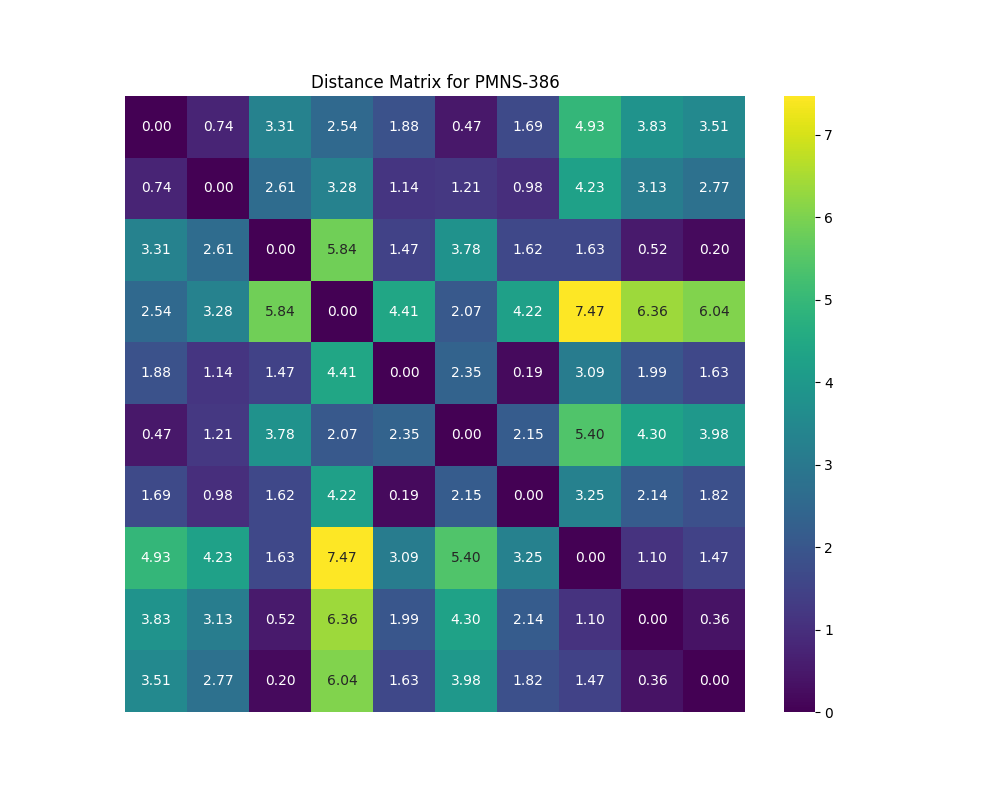 Distance Matrix for PMNS-386
0.00 0.74 3.31 2.54 1.88 0.47 1.69 4.93 3.83 3.51
0.74 0.00 2.61 3.28 1.14 1.21 0.98 4.23 3.13 2.77
3.31 2.61 0.00 5.84 1.47 3.78 1.62 1.63 0.52 0.20
2.54 3.28 5.84 0.00 4.41 2.07 4.22 7.47 6.36 6.04
1.88 1.14 1.47 4.41 0.00 2.35 0.19 3.09 1.99 1.63
0.47 1.21 3.78 2.07 2.35 0.00 2.15 5.40 4.30 3.98
1.69 0.98 1.62 4.22 0.19 2.15 0.00 3.25 2.14 1.82
4.93 4.23 1.63 7.47 3.09 5.40 3.25 0.00 1.10 1.47
3.83 3.13 0.52 6.36 1.99 4.30 2.14 1.10 0.00 0.36
3.51 2.77 0.20 6.04 1.63 3.98 1.82 1.47 0.36 0.00
7
6
5
4
3
2
1
0